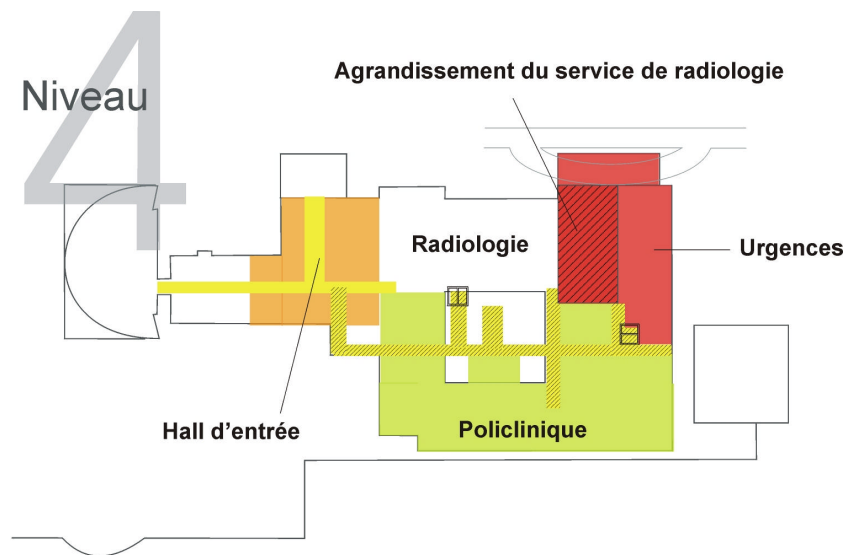 4
Niveau
Agrandissement du service de radiologie
Radiologie
Urgences
Hall d'entrée
Policlinique